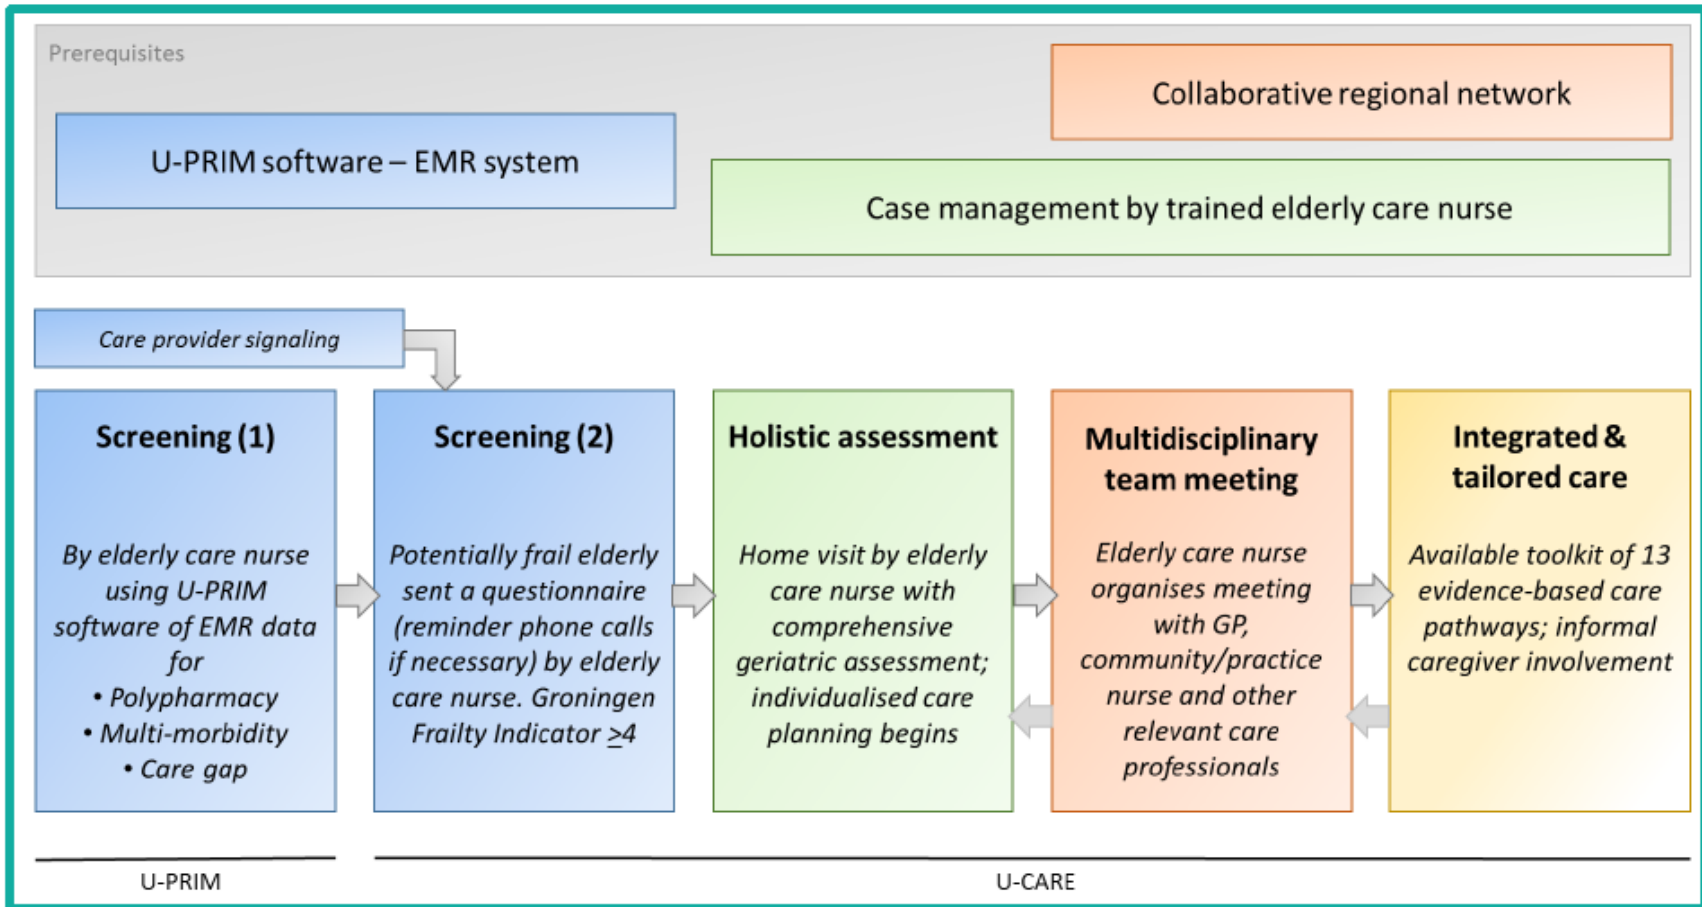 Prerequisites
Collaborative regional network
U-PRIM software – EMR system
Case management by trained elderly care nurse
Care provider signaling
Screening (1)
By elderly care nurse
using U-PRIM
software of EMR data
for
• Polypharmacy
• Multi-morbidity
• Care gap
Screening (2)
Potentially frail elderly
sent a questionnaire
(reminder phone calls
if necessary) by elderly
care nurse. Groningen
Frailty Indicator ≥4
Holistic assessment
Home visit by elderly
care nurse with
comprehensive
geriatric assessment;
individualised care
planning begins
Multidisciplinary
team meeting
Elderly care nurse
organises meeting
with GP,
community/practice
nurse and other
relevant care
professionals
Integrated &
tailored care
Available toolkit of 13
evidence-based care
pathways; informal
caregiver involvement
U-PRIM
U-CARE